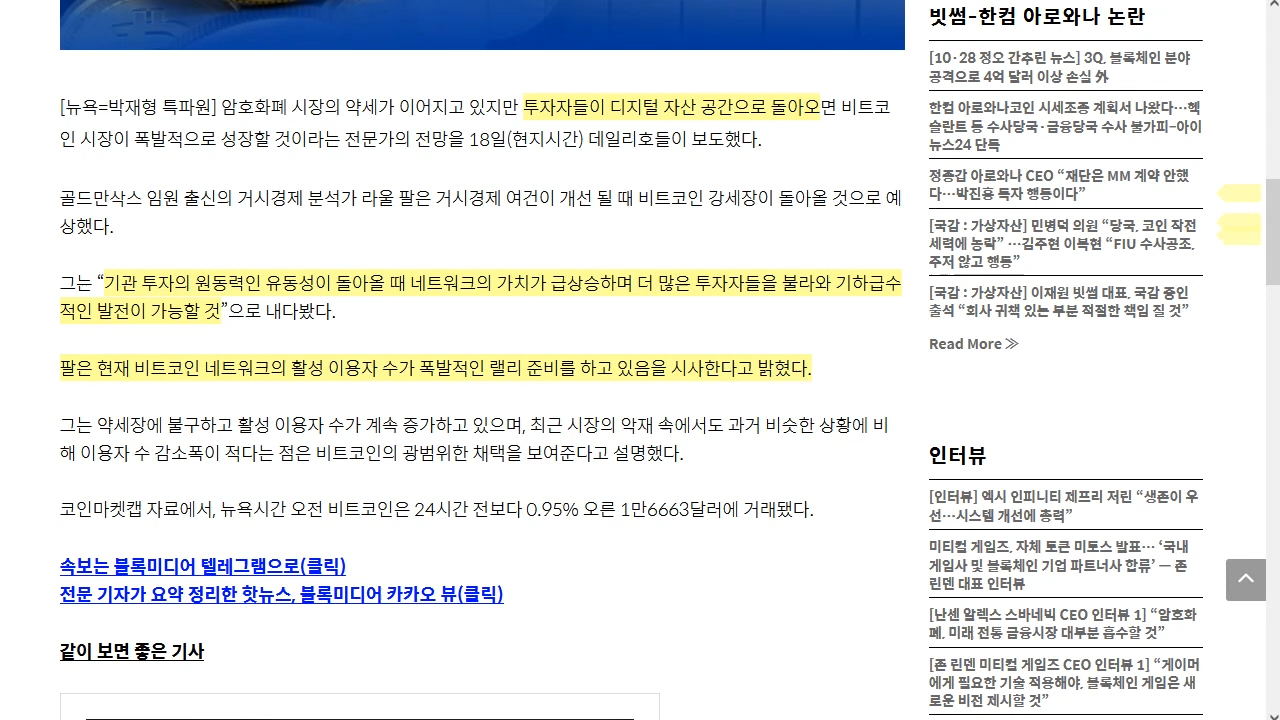 [뉴욕=박재형 특파원] 암호화폐 시장의 약세가 이어지고 있지만 투자자들이 디지털 자산 공간으로 돌아오면 비트코
인 시장이 폭발적으로 성장할 것이라는 전문가의 전망을 18일(현지시간) 데일리호들이 보도했다.
골드만삭스 임원 출신의 거시경제 분석가 라울 팔은 거시경제 여건이 개선 될 때 비트코인 강세장이 돌아올 것으로 예
상했다.
그는 “기관 투자의 원동력인 유동성이 돌아올 때 네트워크의 가치가 급상승하며 더 많은 투자자들을 불라와 기하급수
적인 발전이 가능할 것”으로 내다봤다.
팔은 현재 비트코인 네트워크의 활성 이용자 수가 폭발적인 랠리 준비를 하고 있음을 시사한다고 밝혔다.
그는 약세장에 불구하고 활성 이용자 수가 계속 증가하고 있으며, 최근 시장의 악재 속에서도 과거 비슷한 상황에 비
해 이용자 수 감소폭이 적다는 점은 비트코인의 광범위한 채택을 보여준다고 설명했다.
코인마켓캡 자료에서, 뉴욕시간 오전 비트코인은 24시간 전보다 0.95% 오른 1만6663달러에 거래됐다.
속보는 블록미디어 텔레그램으로(클릭)
전문 기자가 요약 정리한 핫뉴스, 블록미디어 카카오 뷰(클릭)
같이 보면 좋은 기사
빗썸-한컴 아로와나 논란
[10·28 정오 간추린 뉴스] 3Q, 블록체인 분야
공격으로 4억 달러 이상 손실 外
한컴 아로와나코인 시세조종 계획서 나왔다…헥
슬란트 등 수사당국·금융당국 수사 불가피–아이
뉴스24 단독
정종갑 아로와나 CEO “재단은 MM 계약 안했
다…박진홍 독자 행동이다”
[국감 : 가상자산] 민병덕 의원 “당국, 코인 작전
세력에 농락” …김주현 이복현 “FIU 수사공조,
주저 않고 행동”
[국감 : 가상자산] 이재원 빗썸 대표, 국감 증인
출석 “회사 귀책 있는 부분 적절한 책임 질 것”
Read More ≫
인터뷰
[인터뷰] 엑시 인피니티 제프리 저린 “생존이 우
선…시스템 개선에 총력”
미티컬 게임즈, 자체 토큰 미토스 발표… ‘국내
게임사 및 블록체인 기업 파트너사 합류’ — 존
린덴 대표 인터뷰
[난센 알렉스 스바네빅 CEO 인터뷰 1] “암호화
폐, 미래 전통 금융시장 대부분 흡수할 것”
[존 린덴 미티컬 게임즈 CEO 인터뷰 1] “게이머
에게 필요한 기술 적용해야, 블록체인 게임은 새
로운 비전 제시할 것”